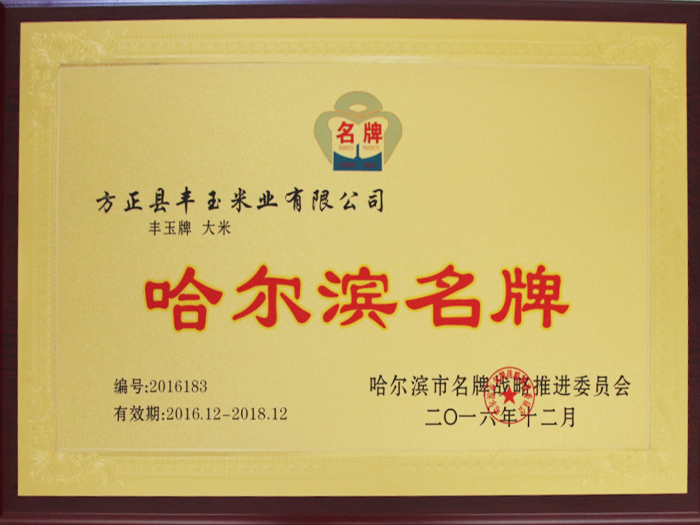 名牌
方正县丰玉米业有限公司
丰玉牌 大米
哈尔滨名牌
编号:2016183
有效期:2016.12-2018.12
哈尔滨市名牌战略推进委员会
二〇一六年十二月